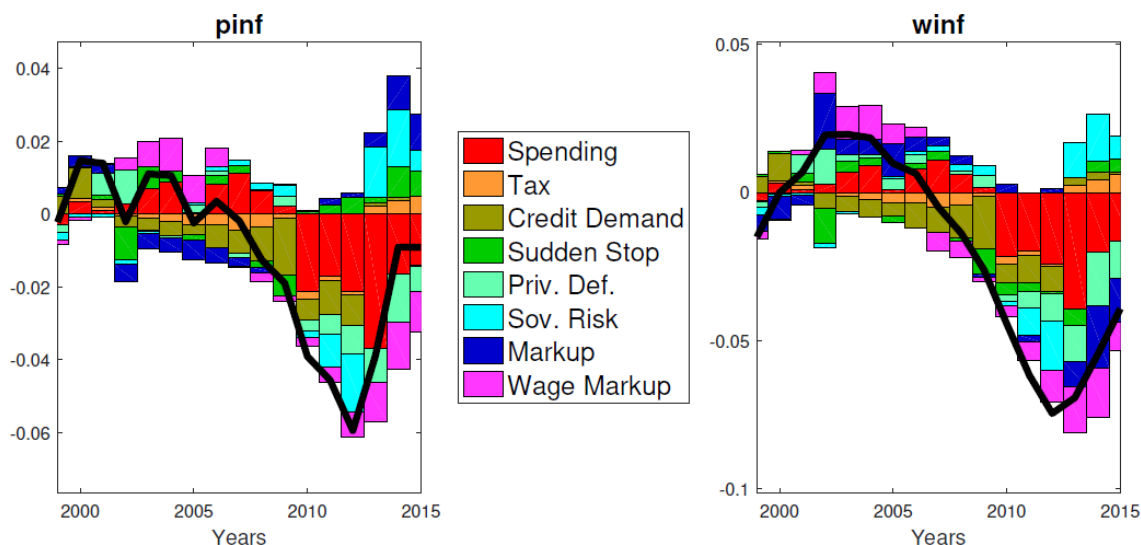 pinf
0.04
0.02
0
-0.02
-0.04
-0.06
2000
2005
2010
2015
Years
Spending
Tax
Credit Demand
Sudden Stop
Priv. Def.
Sov. Risk
Markup
Wage Markup
winf
0.05
0
-0.05
-0.1
2000
2005
2010
2015
Years